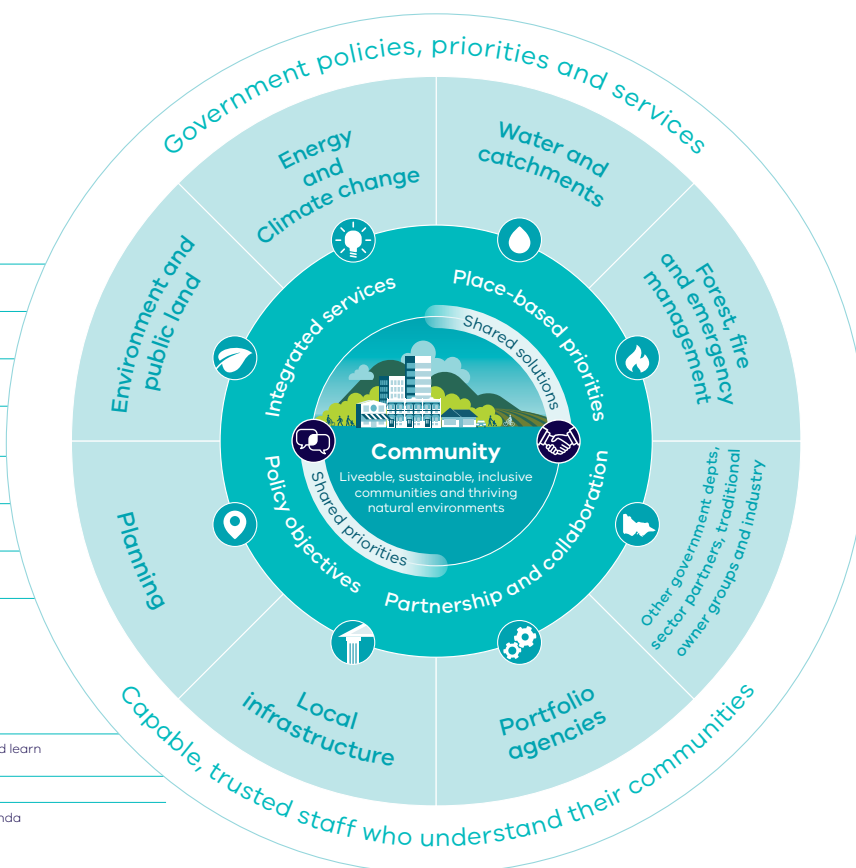 Government policies, priorities and services
Energy
and
Climate change
Water and
catchments
Environment and
public land
Forest, fire
and emergency
management
Integrated services
Place-based priorities
Shared solutions
Community
Liveable, sustainable, inclusive
communities and thriving
natural environments
Shared priorities
Policy objectives
Partnership and collaboration
Planning
Other government depts,
sector partners, traditional
owner groups and industry
Local
infrastructure
Portfolio
agencies
Capable, trusted staff who understand their communities
d learn
nda